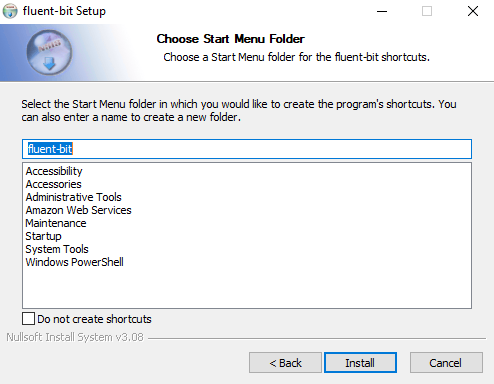 fluent-bit Setup
Choose Start Menu Folder
Choose a Start Menu folder for the fluent-bit shortcuts.
Select the Start Menu folder in which you would like to create the program's shortcuts. You
can also enter a name to create a new folder.
fluent-bit
Accessibility
Accessories
Administrative Tools
Amazon Web Services
Maintenance
Startup
System Tools
Windows PowerShell
Do not create shortcuts
Nullsoft Install System v3.08
< Back
Install
Cancel